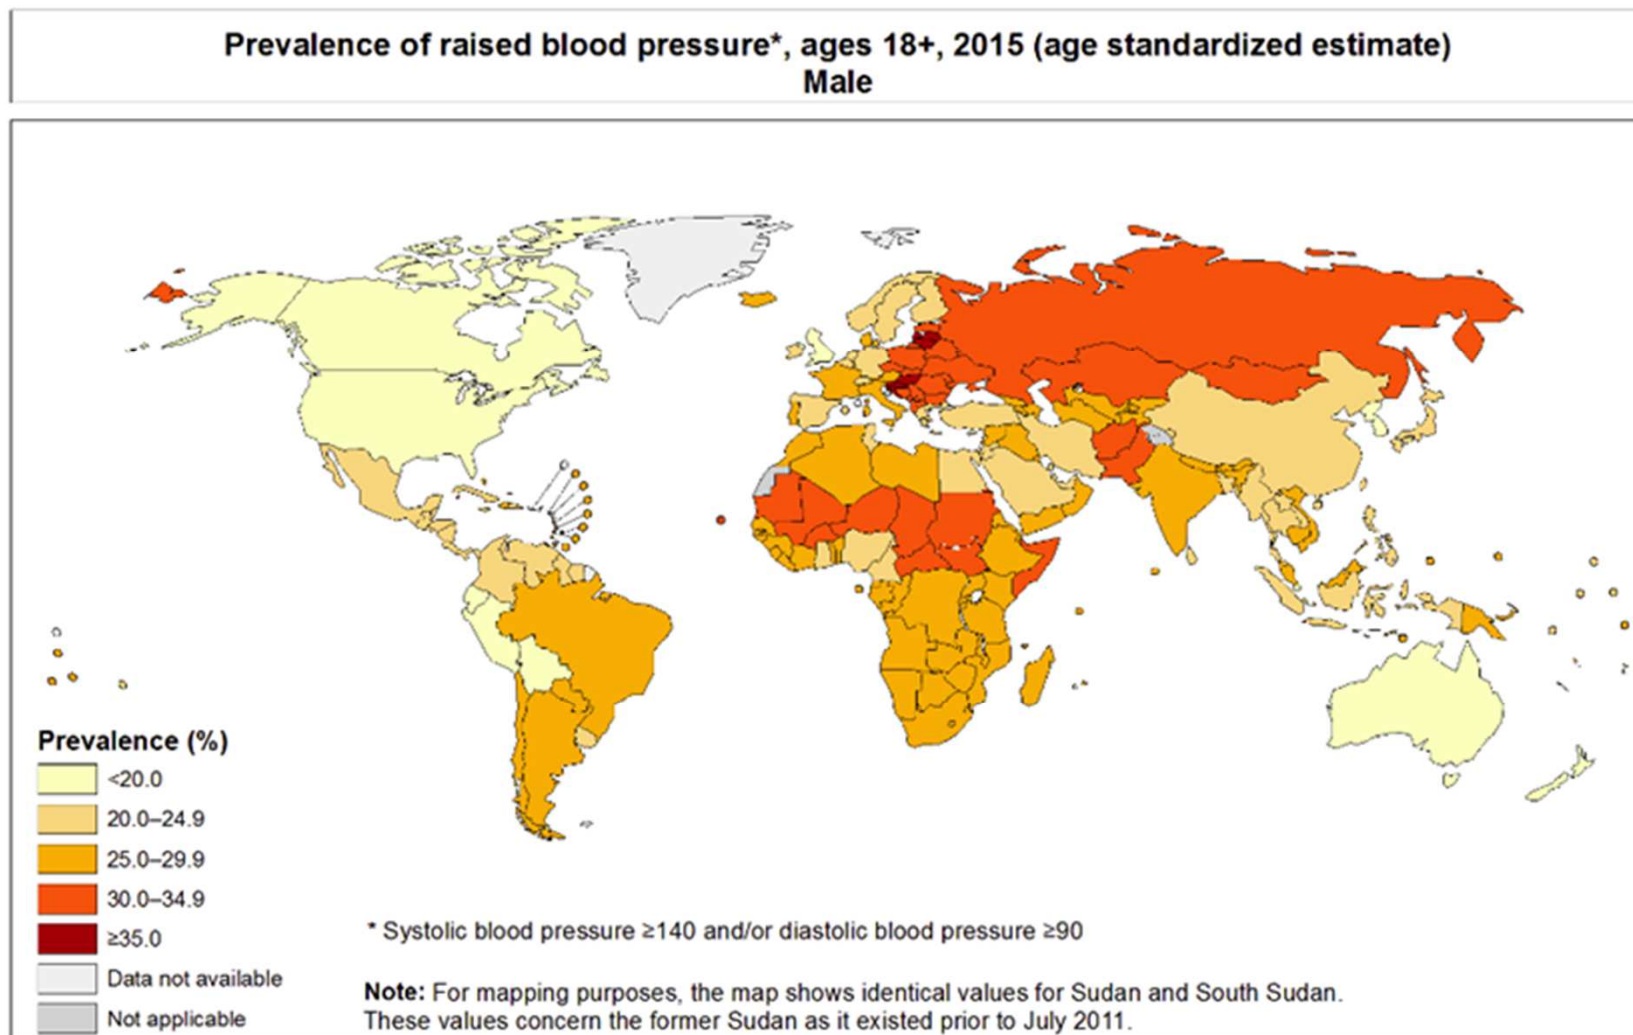 Prevalence of raised blood pressure*, ages 18+, 2015 (age standardized estimate)
Male
Prevalence (%)
<20.0
20.0–24.9
25.0–29.9
30.0–34.9
≥35.0
Data not available
Not applicable
* Systolic blood pressure ≥140 and/or diastolic blood pressure ≥90
Note: For mapping purposes, the map shows identical values for Sudan and South Sudan.
These values concern the former Sudan as it existed prior to July 2011.